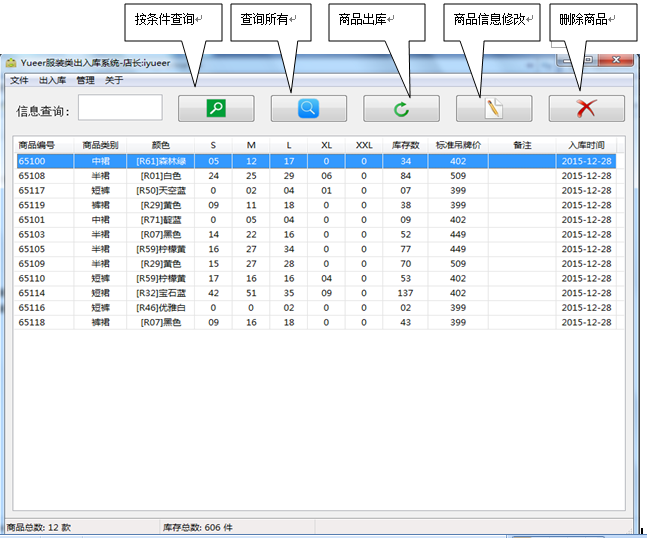 按条件查询 查询所有 商品出库 商品信息修改 删除商品
Yueer服装类出入库系统-店长:iyueer
文件 出入库 管理 关于
信息查询:
商品编号 商品类别 颜色 S M L XL XXL 库存数 标准吊牌价 备注 入库时间
65100 中裙 [R61]森林绿 05 12 17 0 0 34 402 2015-12-28
65108 半裙 [R01]白色 24 25 29 06 0 84 509 2015-12-28
65117 短裤 [R50]天空蓝 0 02 04 01 0 07 399 2015-12-28
65119 裤裙 [R29]黄色 09 11 18 0 0 38 399 2015-12-28
65101 中裙 [R71]靛蓝 0 05 04 0 0 09 402 2015-12-28
65103 半裙 [R07]黑色 14 22 16 0 0 52 449 2015-12-28
65105 半裙 [R59]柠檬黄 16 27 34 0 0 77 449 2015-12-28
65109 半裙 [R29]黄色 15 27 28 0 0 70 509 2015-12-28
65110 短裤 [R59]柠檬黄 17 16 16 04 0 53 402 2015-12-28
65114 短裙 [R32]宝石蓝 42 51 35 09 0 137 402 2015-12-28
65116 短裤 [R46]优雅白 0 0 02 0 0 02 399 2015-12-28
65118 裤裙 [R07]黑色 09 16 18 0 0 43 399 2015-12-28
商品总数: 12 款 库存总数: 606 件